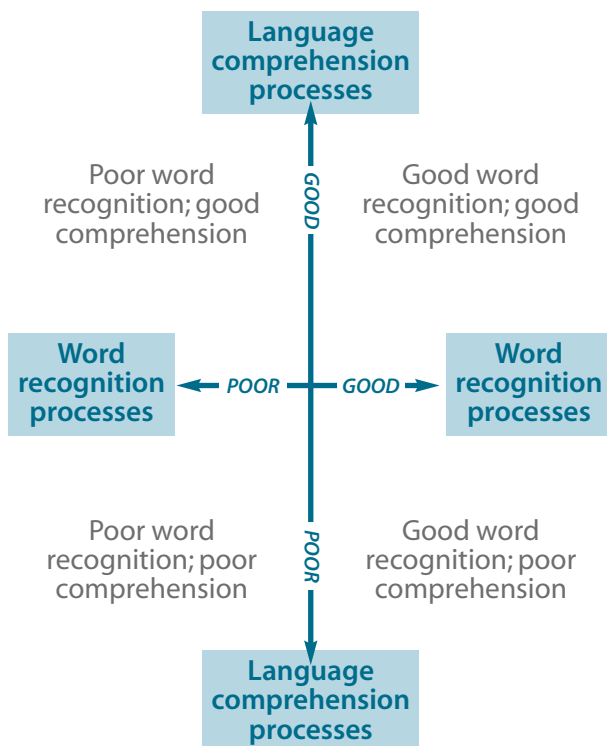 Language
comprehension
processes
GOOD
Poor word
recognition; good
comprehension
Good word
recognition; good
comprehension
Word
recognition
processes
POOR
GOOD
Word
recognition
processes
Poor word
recognition; poor
comprehension
POOR
Good word
recognition; poor
comprehension
Language
comprehension
processes